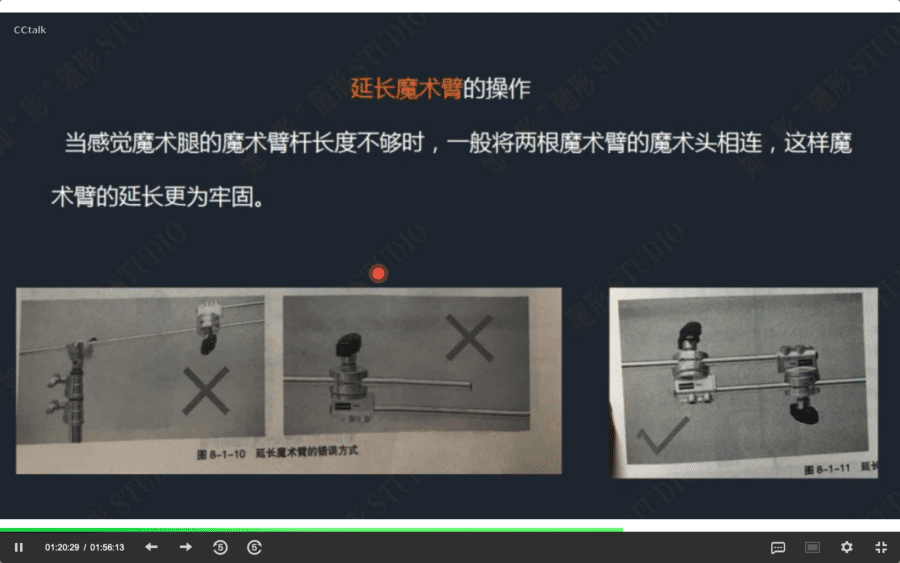 CCtalk
延长魔术臂的操作
当感觉魔术腿的魔术臂杆长度不够时，一般将两根魔术臂的魔术头相连，这样魔
术臂的延长更为牢固。
图 8-1-10 延长魔术臂的错误方式
图 8-1-11 延长
01:20:29 / 01:56:13
5
5